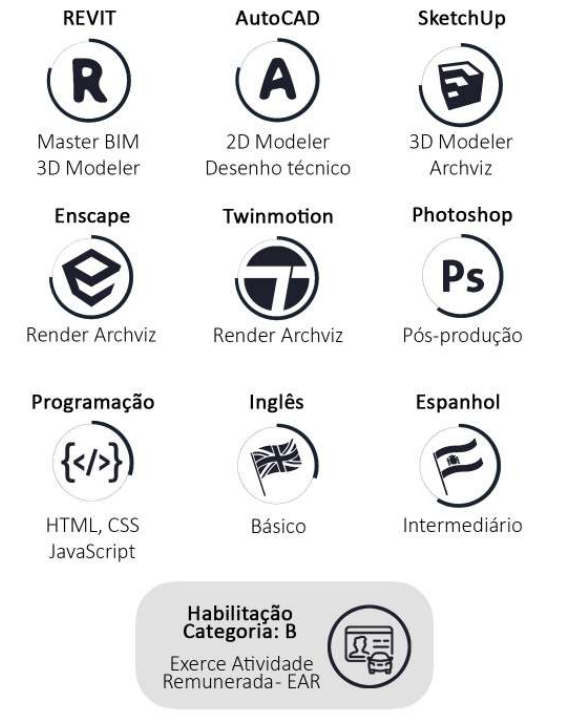 REVIT
R
Master BIM
3D Modeler
AutoCAD
A
2D Modeler
Desenho técnico
SketchUp
3D Modeler
Archviz
Enscape
Render Archviz
Twinmotion
Render Archviz
Photoshop
Ps
Pós-produção
Programação
{</>}
HTML, CSS
JavaScript
Inglês
Básico
Espanhol
Intermediário
Habilitação
Categoria: B
Exerce Atividade
Remunerada- EAR